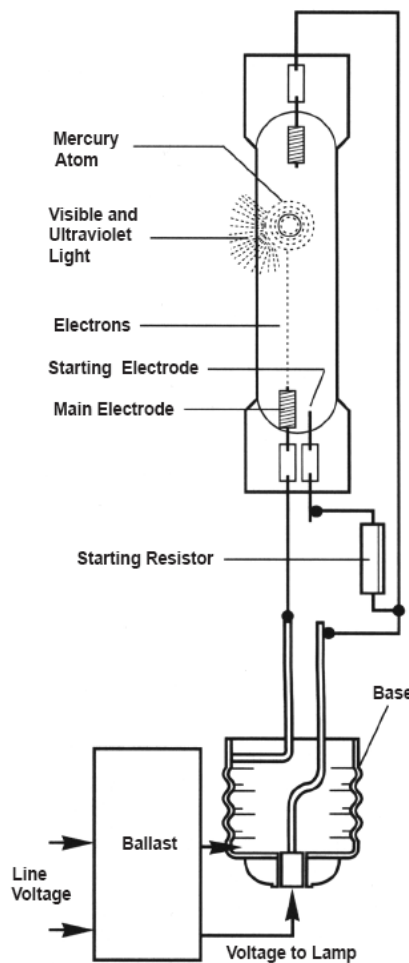 Mercury
Atom
Visible and
Ultraviolet
Light
Electrons
Starting Electrode
Main Electrode
Starting Resistor
Base
Ballast
Line
Voltage
Voltage to Lamp